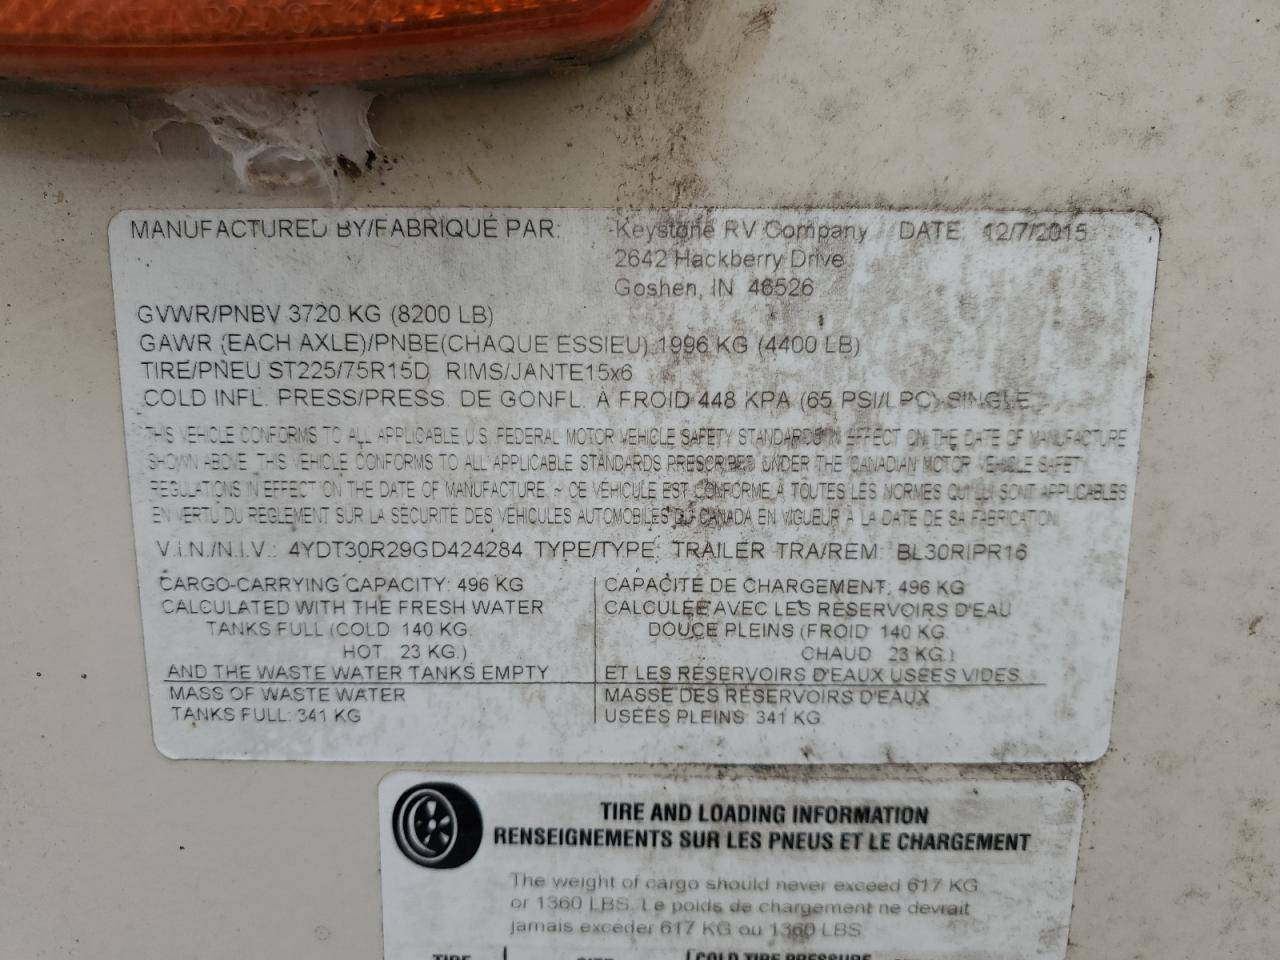 MANUFACTURED BY/FABRIQUÉ PAR: Keystone RV Company DATE 12/7/2015
2642 Hackberry Drive
Goshen, IN 46526
GVWR/PNBV 3720 KG (8200 LB)
GAWR (EACH AXLE)/PNBE(CHAQUE ESSIEU) 1996 KG (4400 LB)
TIRE/PNEU ST225/75R15D RIMS/JANTE15x6
COLD INFL. PRESS/PRESS. DE GONFL. À FROID 448 KPA (65 PSI/LPC) SINGLE
THIS VEHICLE CONFORMS TO ALL APPLICABLE U.S. FEDERAL MOTOR VEHICLE SAFETY STANDARDS IN EFFECT ON THE DATE OF MANUFACTURE
SHOWN ABOVE. THIS VEHICLE CONFORMS TO ALL APPLICABLE STANDARDS PRESCRIBED UNDER THE CANADIAN MOTOR VEHICLE SAFETY
REGULATIONS IN EFFECT ON THE DATE OF MANUFACTURE. ~ CE VÉHICULE EST CONFORME À TOUTES LES NORMES QUI LUI SONT APPLICABLES
EN VERTU DU RÈGLEMENT SUR LA SÉCURITÉ DES VÉHICULES AUTOMOBILES DU CANADA EN VIGUEUR À LA DATE DE SA FABRICATION
V.I.N./N.I.V.: 4YDT30R29GD424284 TYPE/TYPE: TRAILER TRA/REM: BL30RIPR16
CARGO-CARRYING CAPACITY: 496 KG
CALCULATED WITH THE FRESH WATER
TANKS FULL (COLD 140 KG.
HOT 23 KG.)
AND THE WASTE WATER TANKS EMPTY
MASS OF WASTE WATER
TANKS FULL: 341 KG
CAPACITÉ DE CHARGEMENT: 496 KG
CALCULÉE AVEC LES RÉSERVOIRS D'EAU
DOUCE PLEINS (FROID 140 KG.
CHAUD 23 KG.)
ET LES RÉSERVOIRS D'EAUX USÉES VIDES
MASSE DES RÉSERVOIRS D'EAUX
USÉES PLEINS: 341 KG.
TIRE AND LOADING INFORMATION
RENSEIGNEMENTS SUR LES PNEUS ET LE CHARGEMENT
The weight of cargo should never exceed 617 KG
or 1360 LBS. Le poids de chargement ne devrait
jamais excéder 617 KG ou 1360 LBS
TIRE SIZE COLD TIRE PRESSURE